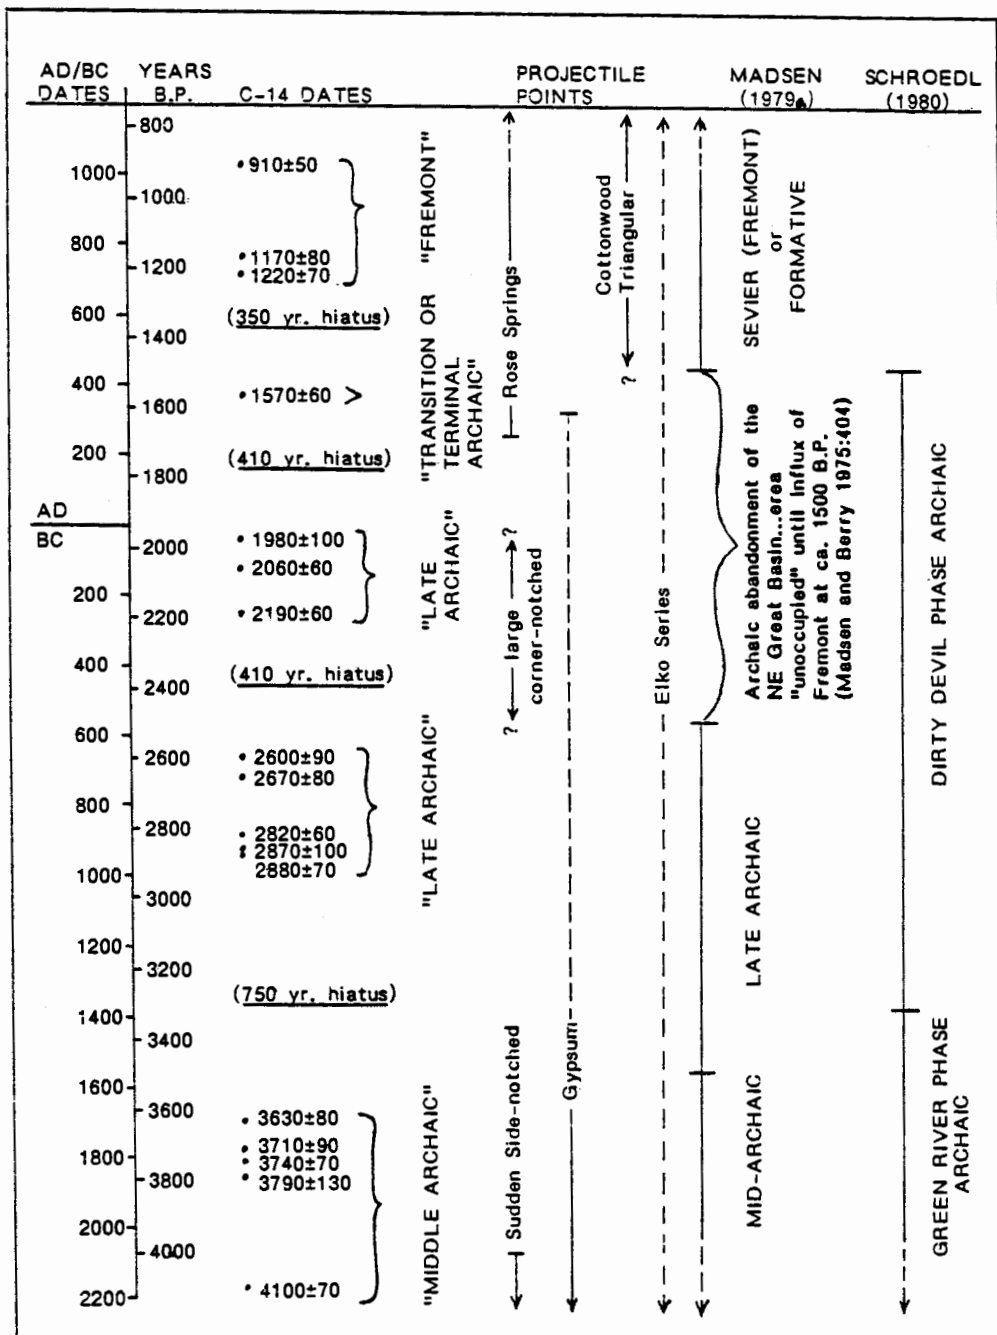 AD/BC DATES
YEARS B.P.
C-14 DATES
PROJECTILE POINTS
MADSEN (1979a)
SCHROEDL (1980)
1000
800
600
400
200
AD
BC
200
400
600
800
1000
1200
1400
1600
1800
2000
2200
800
1000
1200
1400
1600
1800
2000
2200
2400
2600
2800
3000
3200
3400
3600
3800
4000
•910±50
•1170±80
•1220±70
(350 yr. hiatus)
•1570±60 >
(410 yr. hiatus)
•1980±100
•2060±60
•2190±60
(410 yr. hiatus)
•2600±90
•2670±80
•2820±60
•2870±100
2880±70
(750 yr. hiatus)
•3630±80
•3710±90
•3740±70
3790±130
•4100±70
"FREMONT"
"TRANSITION OR
TERMINAL
ARCHAIC"
"LATE
ARCHAIC"
"LATE ARCHAIC"
"MIDDLE ARCHAIC"
Rose Springs
?
large
corner-notched
?
Sudden Side-notched
Gypsum
Cottonwood
Triangular
?
Elko Series
SEVIER (FREMONT)
or
FORMATIVE
Archaic abandonment of the
NE Great Basin...area
"unoccupied" until influx of
Fremont at ca. 1500 B.P.
(Madsen and Berry 1975:404)
LATE ARCHAIC
MID-ARCHAIC
DIRTY DEVIL PHASE ARCHAIC
GREEN RIVER PHASE
ARCHAIC